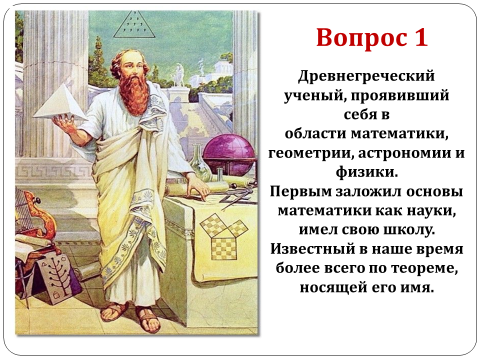 Вопрос 1
Древнегреческий
ученый, проявивший
себя в
области математики,
геометрии, астрономии и
физики.
Первым заложил основы
математики как науки,
имел свою школу.
Известный в наше время
более всего по теореме,
носящей его имя.